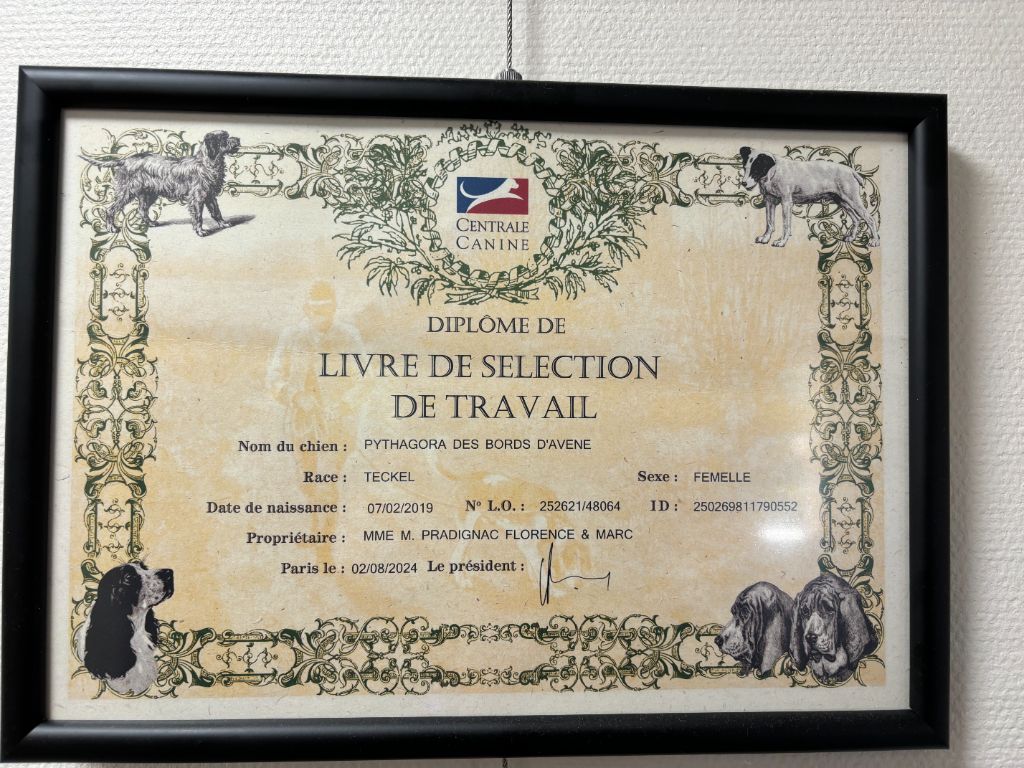 CENTRALE
CANINE
DIPLÔME DE
LIVRE DE SELECTION
DE TRAVAIL
Nom du chien : PYTHAGORA DES BORDS D'AVENE
Race : TECKEL Sexe : FEMELLE
Date de naissance : 07/02/2019 Nº L.O. : 252621/48064 ID : 250269811790552
Propriétaire : MME M. PRADIGNAC FLORENCE & MARC
Paris le : 02/08/2024 Le président :